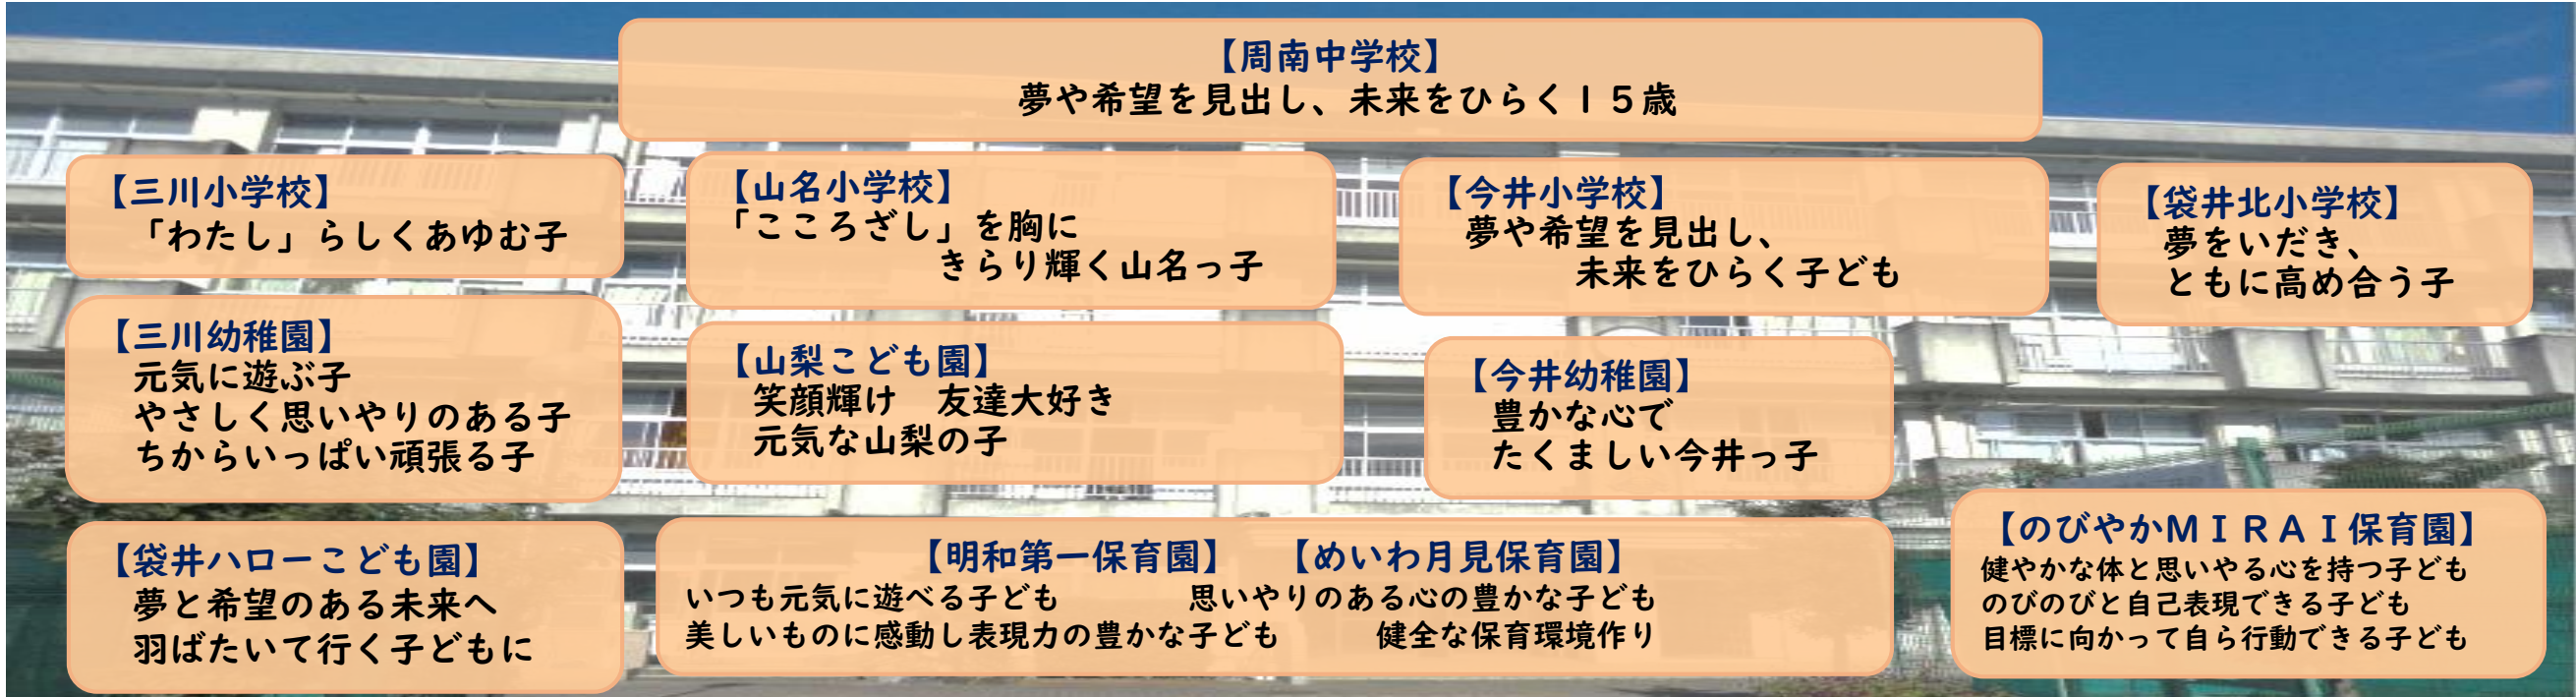 【周南中学校】
夢や希望を見出し、未来をひらく１５歳
【三川小学校】
「わたし」らしくあゆむ子
【山名小学校】
「こころざし」を胸に
きらり輝く山名っ子
【今井小学校】
夢や希望を見出し、
未来をひらく子ども
【袋井北小学校】
夢をいだき、
ともに高め合う子
【三川幼稚園】
元気に遊ぶ子
やさしく思いやりのある子
ちからいっぱい頑張る子
【山梨こども園】
笑顔輝け　友達大好き
元気な山梨の子
【今井幼稚園】
豊かな心で
たくましい今井っ子
【袋井ハローこども園】
夢と希望のある未来へ
羽ばたいて行く子どもに
【明和第一保育園】　【めいわ月見保育園】
いつも元気に遊べる子ども　思いやりのある心の豊かな子ども
美しいものに感動し表現力の豊かな子ども　健全な保育環境作り
【のびやかＭＩＲＡＩ保育園】
健やかな体と思いやる心を持つ子ども
のびのびと自己表現できる子ども
目標に向かって自ら行動できる子ども